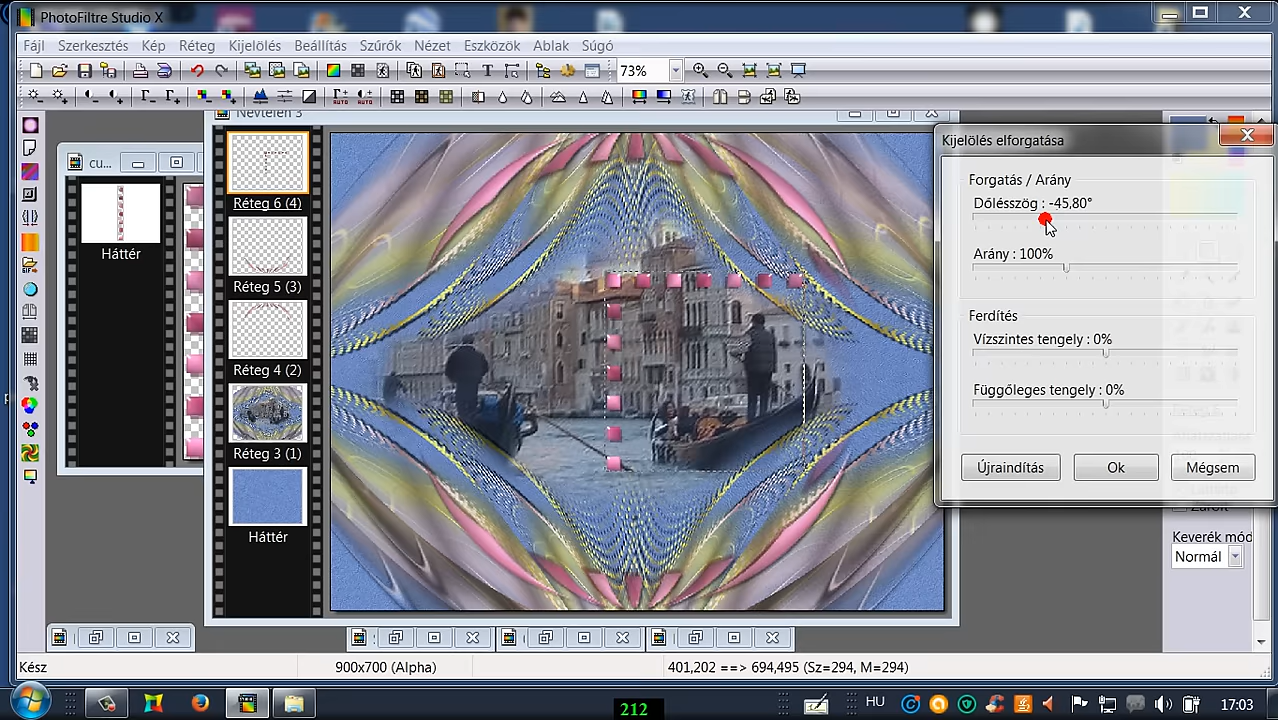 PhotoFiltre Studio X
Fájl Szerkesztés Kép Réteg Kijelölés Beállítás Szűrők Nézet Eszközök Ablak Súgó
73%
Névtelen 3
cu...
Háttér
Réteg 6 (4)
Réteg 5 (3)
Réteg 4 (2)
Réteg 3 (1)
Háttér
Kijelölés elforgatása
Forgatás / Arány
Dőlésszög : -45,80°
Arány : 100%
Ferdítés
Vízszintes tengely : 0%
Függőleges tengely : 0%
Újraindítás Ok Mégsem
Keverék mód
Normál
Kész 900x700 (Alpha) 401,202 ==> 694,495 (Sz=294, M=294)
212
HU
17:03